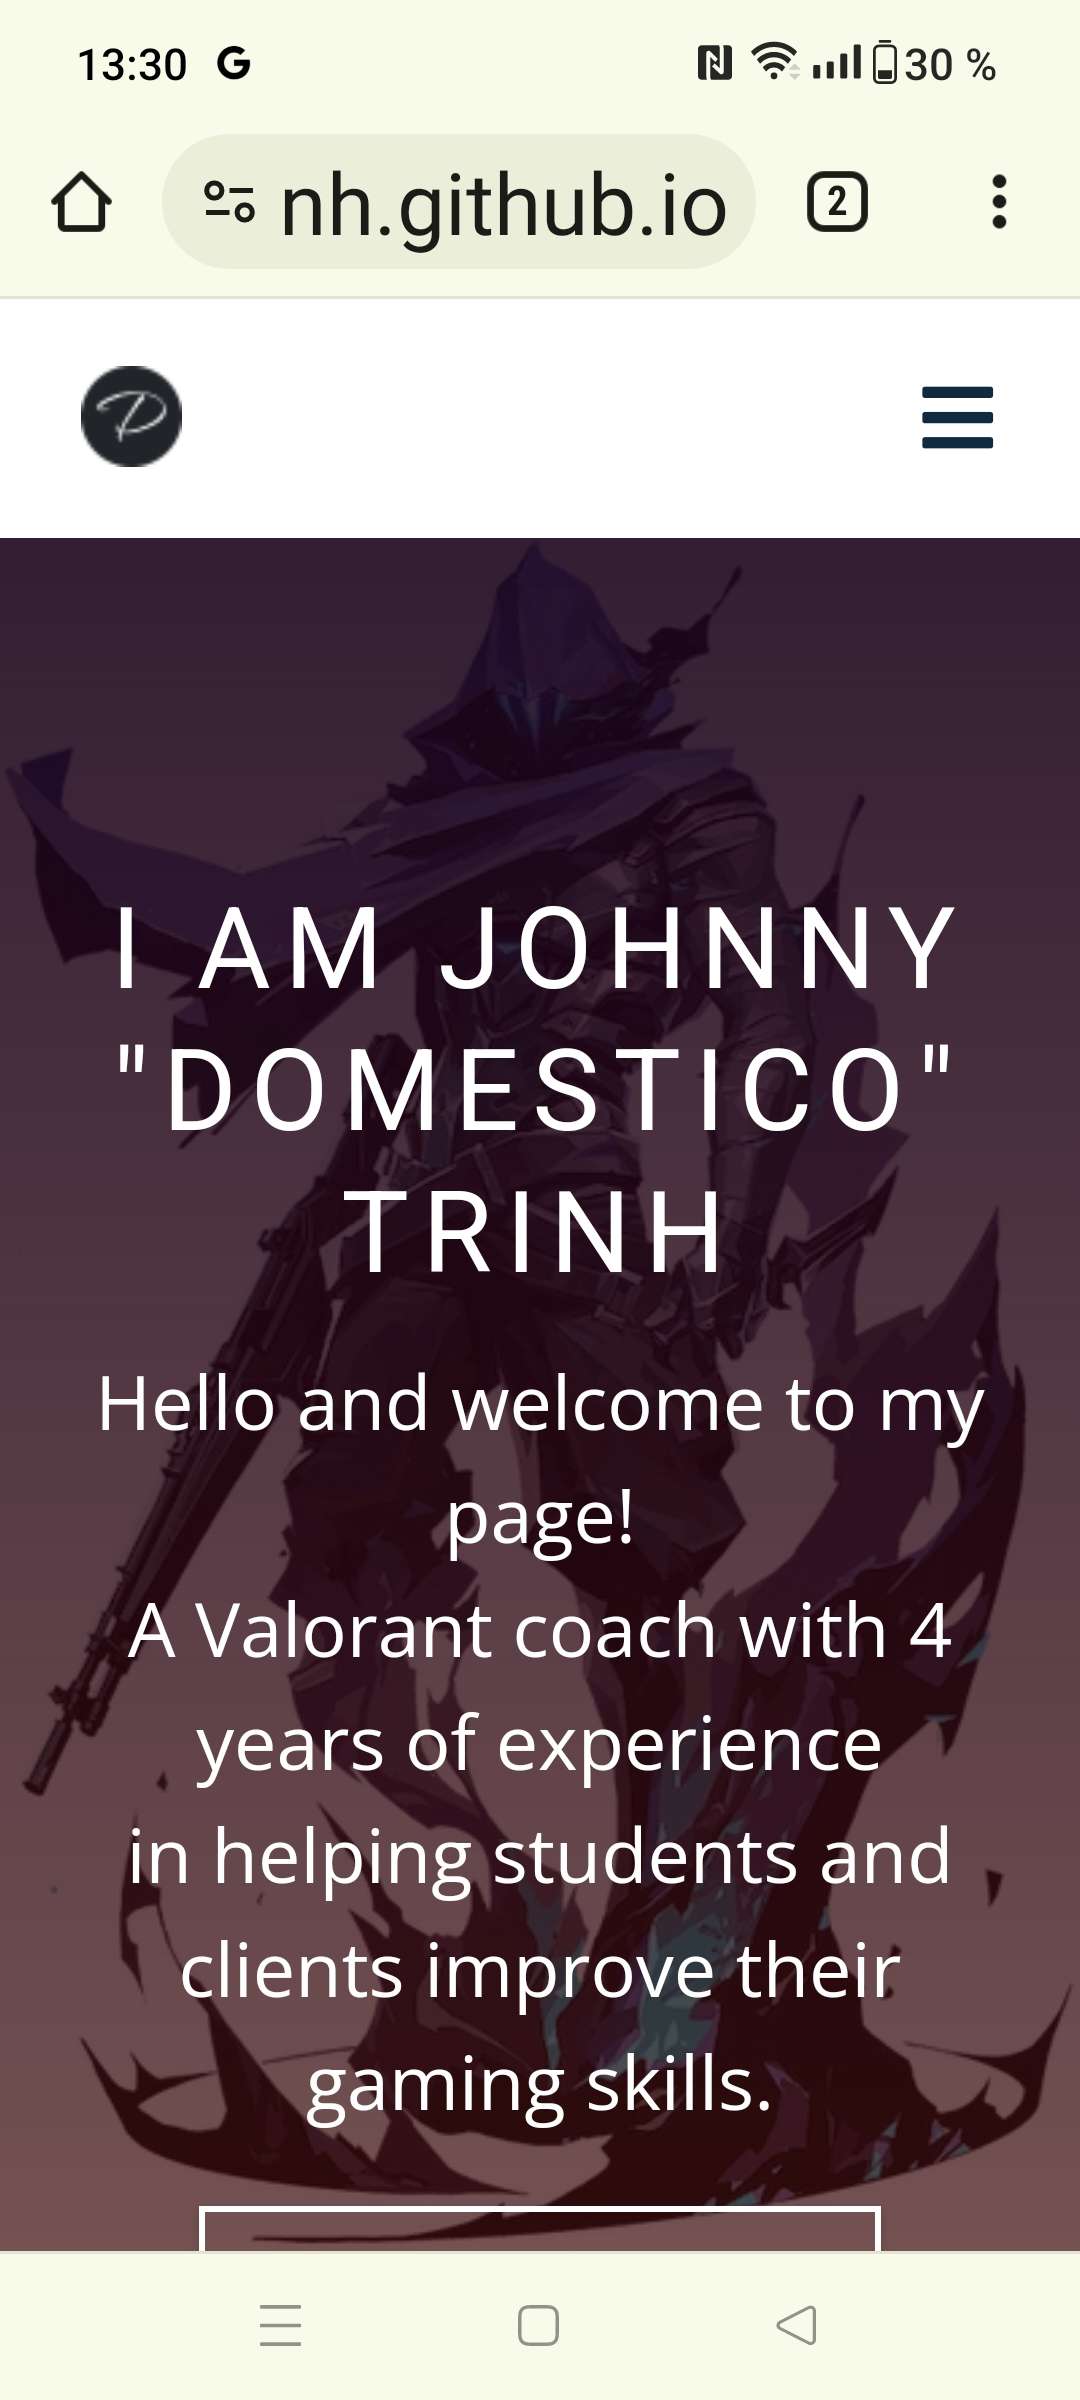 13:30 G 30 %
nh.github.io 2
D
I AM JOHNNY
"DOMESTICO"
TRINH
Hello and welcome to my
page!
A Valorant coach with 4
years of experience
in helping students and
clients improve their
gaming skills.